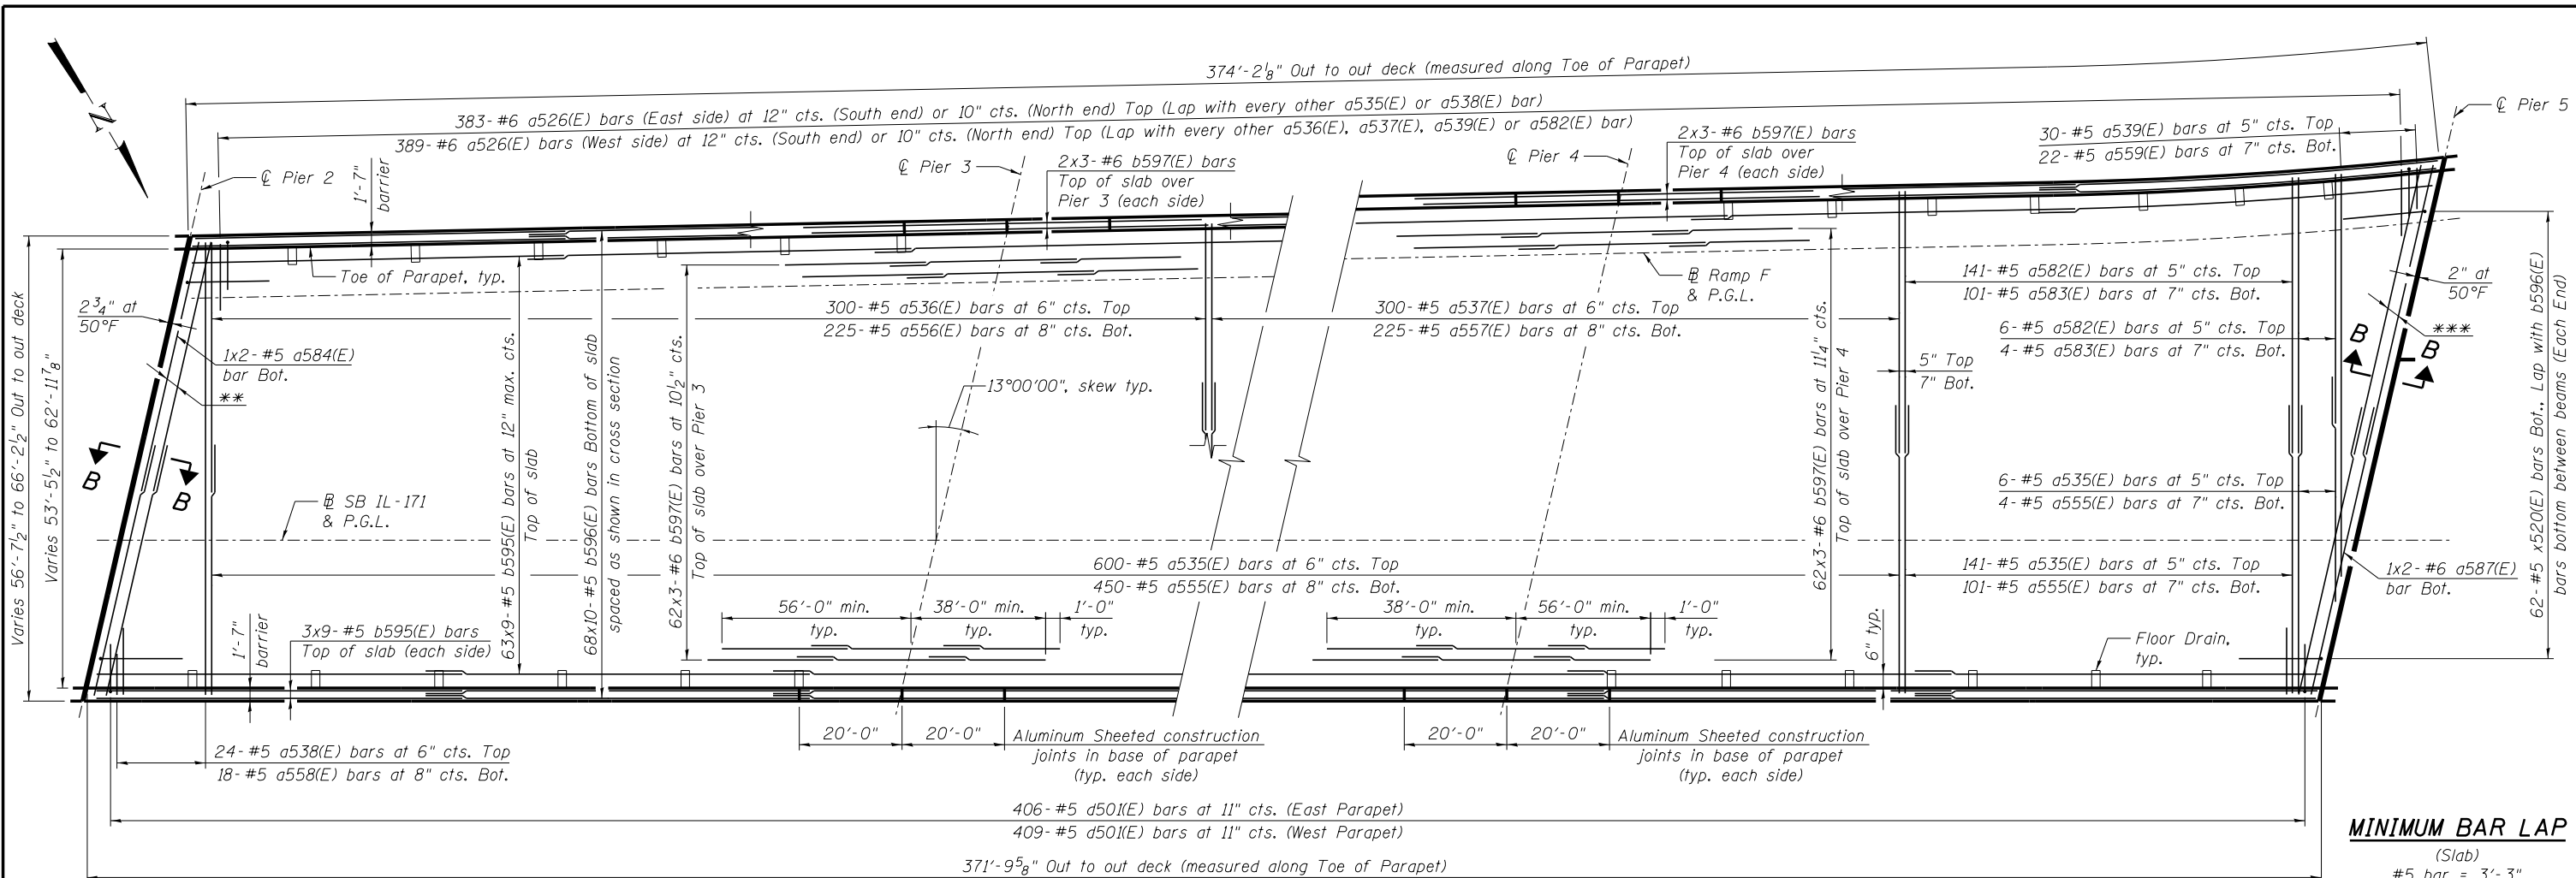 374'-2 1/8" Out to out deck (measured along Toe of Parapet)
383- #6 a526(E) bars (East side) at 12" cts. (South end) or 10" cts. (North end) Top (Lap with every other a535(E) or a538(E) bar)
389- #6 a526(E) bars (West side) at 12" cts. (South end) or 10" cts. (North end) Top (Lap with every other a536(E), a537(E), a539(E) or a582(E) bar)
N
℄ Pier 2
1'-7"
barrier
℄ Pier 3
2x3- #6 b597(E) bars
Top of slab over
Pier 3 (each side)
℄ Pier 4
2x3- #6 b597(E) bars
Top of slab over
Pier 4 (each side)
30- #5 a539(E) bars at 5" cts. Top
22- #5 a559(E) bars at 7" cts. Bot.
℄ Pier 5
Toe of Parapet, typ.
Varies 56'-7 1/2" to 66'-2 1/2" Out to out deck
Varies 53'-5 1/2" to 62'-11 7/8"
2 3/4" at
50°F
1x2- #5 a584(E)
bar Bot.
**
300- #5 a536(E) bars at 6" cts. Top
225- #5 a556(E) bars at 8" cts. Bot.
300- #5 a537(E) bars at 6" cts. Top
225- #5 a557(E) bars at 8" cts. Bot.
B Ramp F
& P.G.L.
141- #5 a582(E) bars at 5" cts. Top
101- #5 a583(E) bars at 7" cts. Bot.
6- #5 a582(E) bars at 5" cts. Top
4- #5 a583(E) bars at 7" cts. Bot.
2" at
50°F
***
5" Top
7" Bot.
13°00'00", skew typ.
63x9- #5 b595(E) bars at 12" max. cts.
Top of slab
68x10- #5 b596(E) bars Bottom of slab
spaced as shown in cross section
62x3- #6 b597(E) bars at 10 1/2" cts.
Top of slab over Pier 3
62x3- #6 b597(E) bars at 11 1/4" cts.
Top of slab over Pier 4
62- #5 x520(E) bars Bot., Lap with b596(E)
bars bottom between beams (Each End)
B
B
B
B
B SB IL-171
& P.G.L.
6- #5 a535(E) bars at 5" cts. Top
4- #5 a555(E) bars at 7" cts. Bot.
600- #5 a535(E) bars at 6" cts. Top
450- #5 a555(E) bars at 8" cts. Bot.
141- #5 a535(E) bars at 5" cts. Top
101- #5 a555(E) bars at 7" cts. Bot.
1x2- #6 a587(E)
bar Bot.
56'-0" min.
typ.
38'-0" min.
typ.
1'-0"
typ.
38'-0" min.
typ.
56'-0" min.
typ.
1'-0"
typ.
6" typ.
Floor Drain,
typ.
1'-7"
barrier
3x9- #5 b595(E) bars
Top of slab (each side)
24- #5 a538(E) bars at 6" cts. Top
18- #5 a558(E) bars at 8" cts. Bot.
20'-0"
20'-0"
Aluminum Sheeted construction
joints in base of parapet
(typ. each side)
20'-0"
20'-0"
Aluminum Sheeted construction
joints in base of parapet
(typ. each side)
406- #5 d501(E) bars at 11" cts. (East Parapet)
409- #5 d501(E) bars at 11" cts. (West Parapet)
371'-9 5/8" Out to out deck (measured along Toe of Parapet)
MINIMUM BAR LAP
(Slab)
#5 bar = 3'-3"